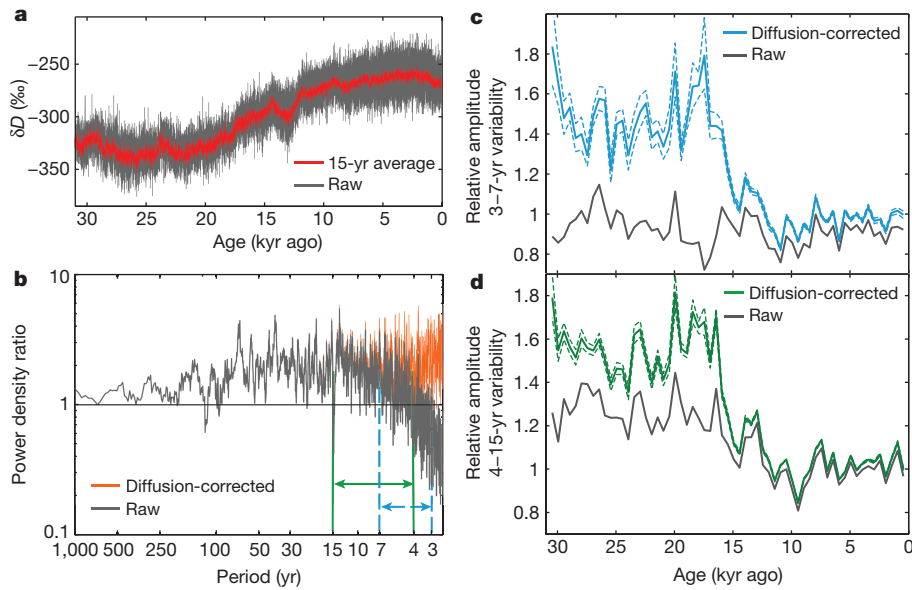 a
δD (‰)
−250
−300
−350
15-yr average
Raw
30
25
20
15
10
5
0
Age (kyr ago)
b
Power density ratio
10
1
0.1
Diffusion-corrected
Raw
1,000
500
250
100
50
30
15
10
7
4
3
Period (yr)
c
Relative amplitude
3–7-yr variability
1.8
1.6
1.4
1.2
1
0.8
Diffusion-corrected
Raw
d
Relative amplitude
4–15-yr variability
1.8
1.6
1.4
1.2
1.0
0.8
Diffusion-corrected
Raw
30
25
20
15
10
5
0
Age (kyr ago)